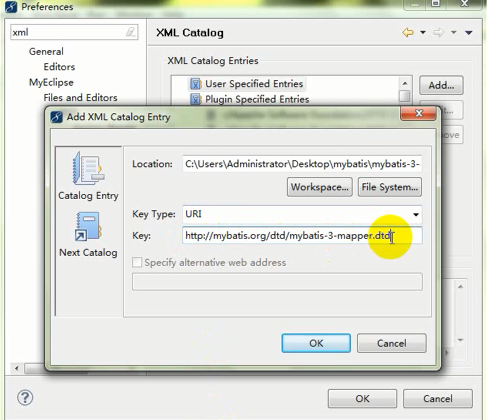 Preferences
xml
XML Catalog
General
Editors
MyEclipse
Files and Editors
XML Catalog Entries
User Specified Entries
Plugin Specified Entries
Add...
Add XML Catalog Entry
Catalog Entry
Next Catalog
Location: C:\Users\Administrator\Desktop\mybatis\mybatis-3-
Workspace... File System...
Key Type: URI
Key: http://mybatis.org/dtd/mybatis-3-mapper.dtd
Specify alternative web address
OK Cancel
OK Cancel